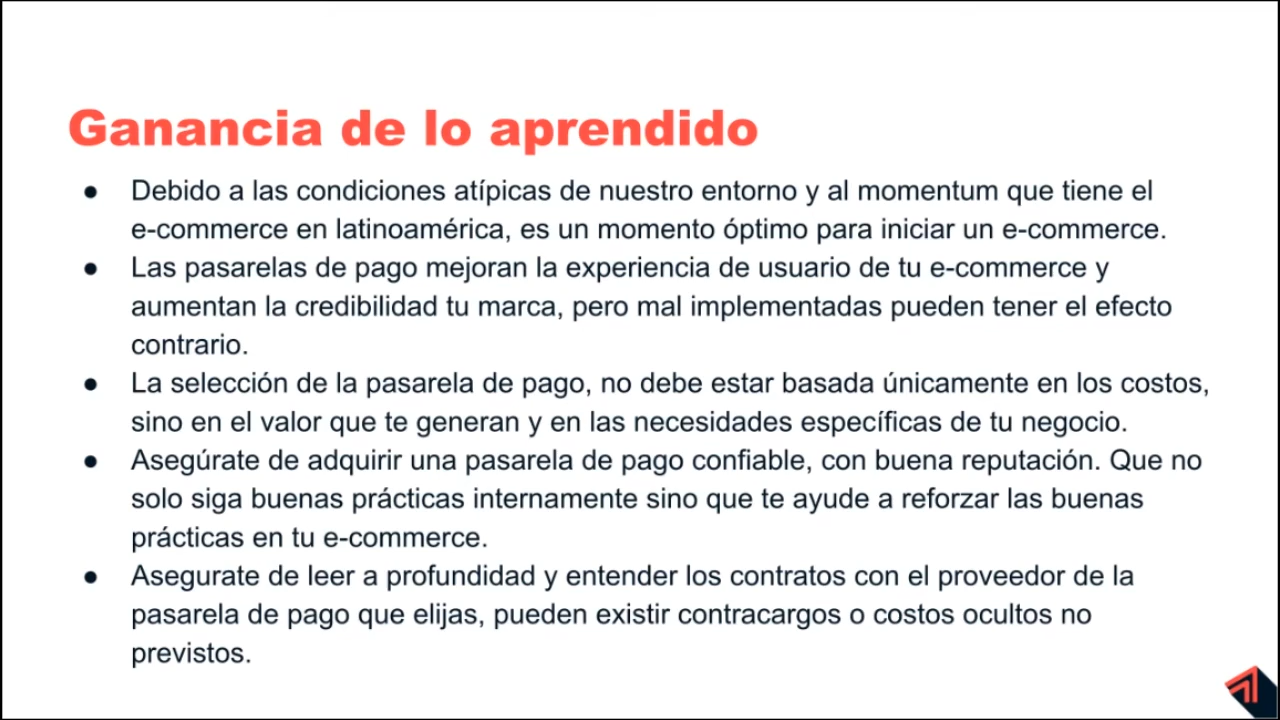 Ganancia de lo aprendido
● Debido a las condiciones atípicas de nuestro entorno y al momentum que tiene el
e-commerce en latinoamérica, es un momento óptimo para iniciar un e-commerce.
● Las pasarelas de pago mejoran la experiencia de usuario de tu e-commerce y
aumentan la credibilidad tu marca, pero mal implementadas pueden tener el efecto
contrario.
● La selección de la pasarela de pago, no debe estar basada únicamente en los costos,
sino en el valor que te generan y en las necesidades específicas de tu negocio.
● Asegúrate de adquirir una pasarela de pago confiable, con buena reputación. Que no
solo siga buenas prácticas internamente sino que te ayude a reforzar las buenas
prácticas en tu e-commerce.
● Asegurate de leer a profundidad y entender los contratos con el proveedor de la
pasarela de pago que elijas, pueden existir contracargos o costos ocultos no
previstos.